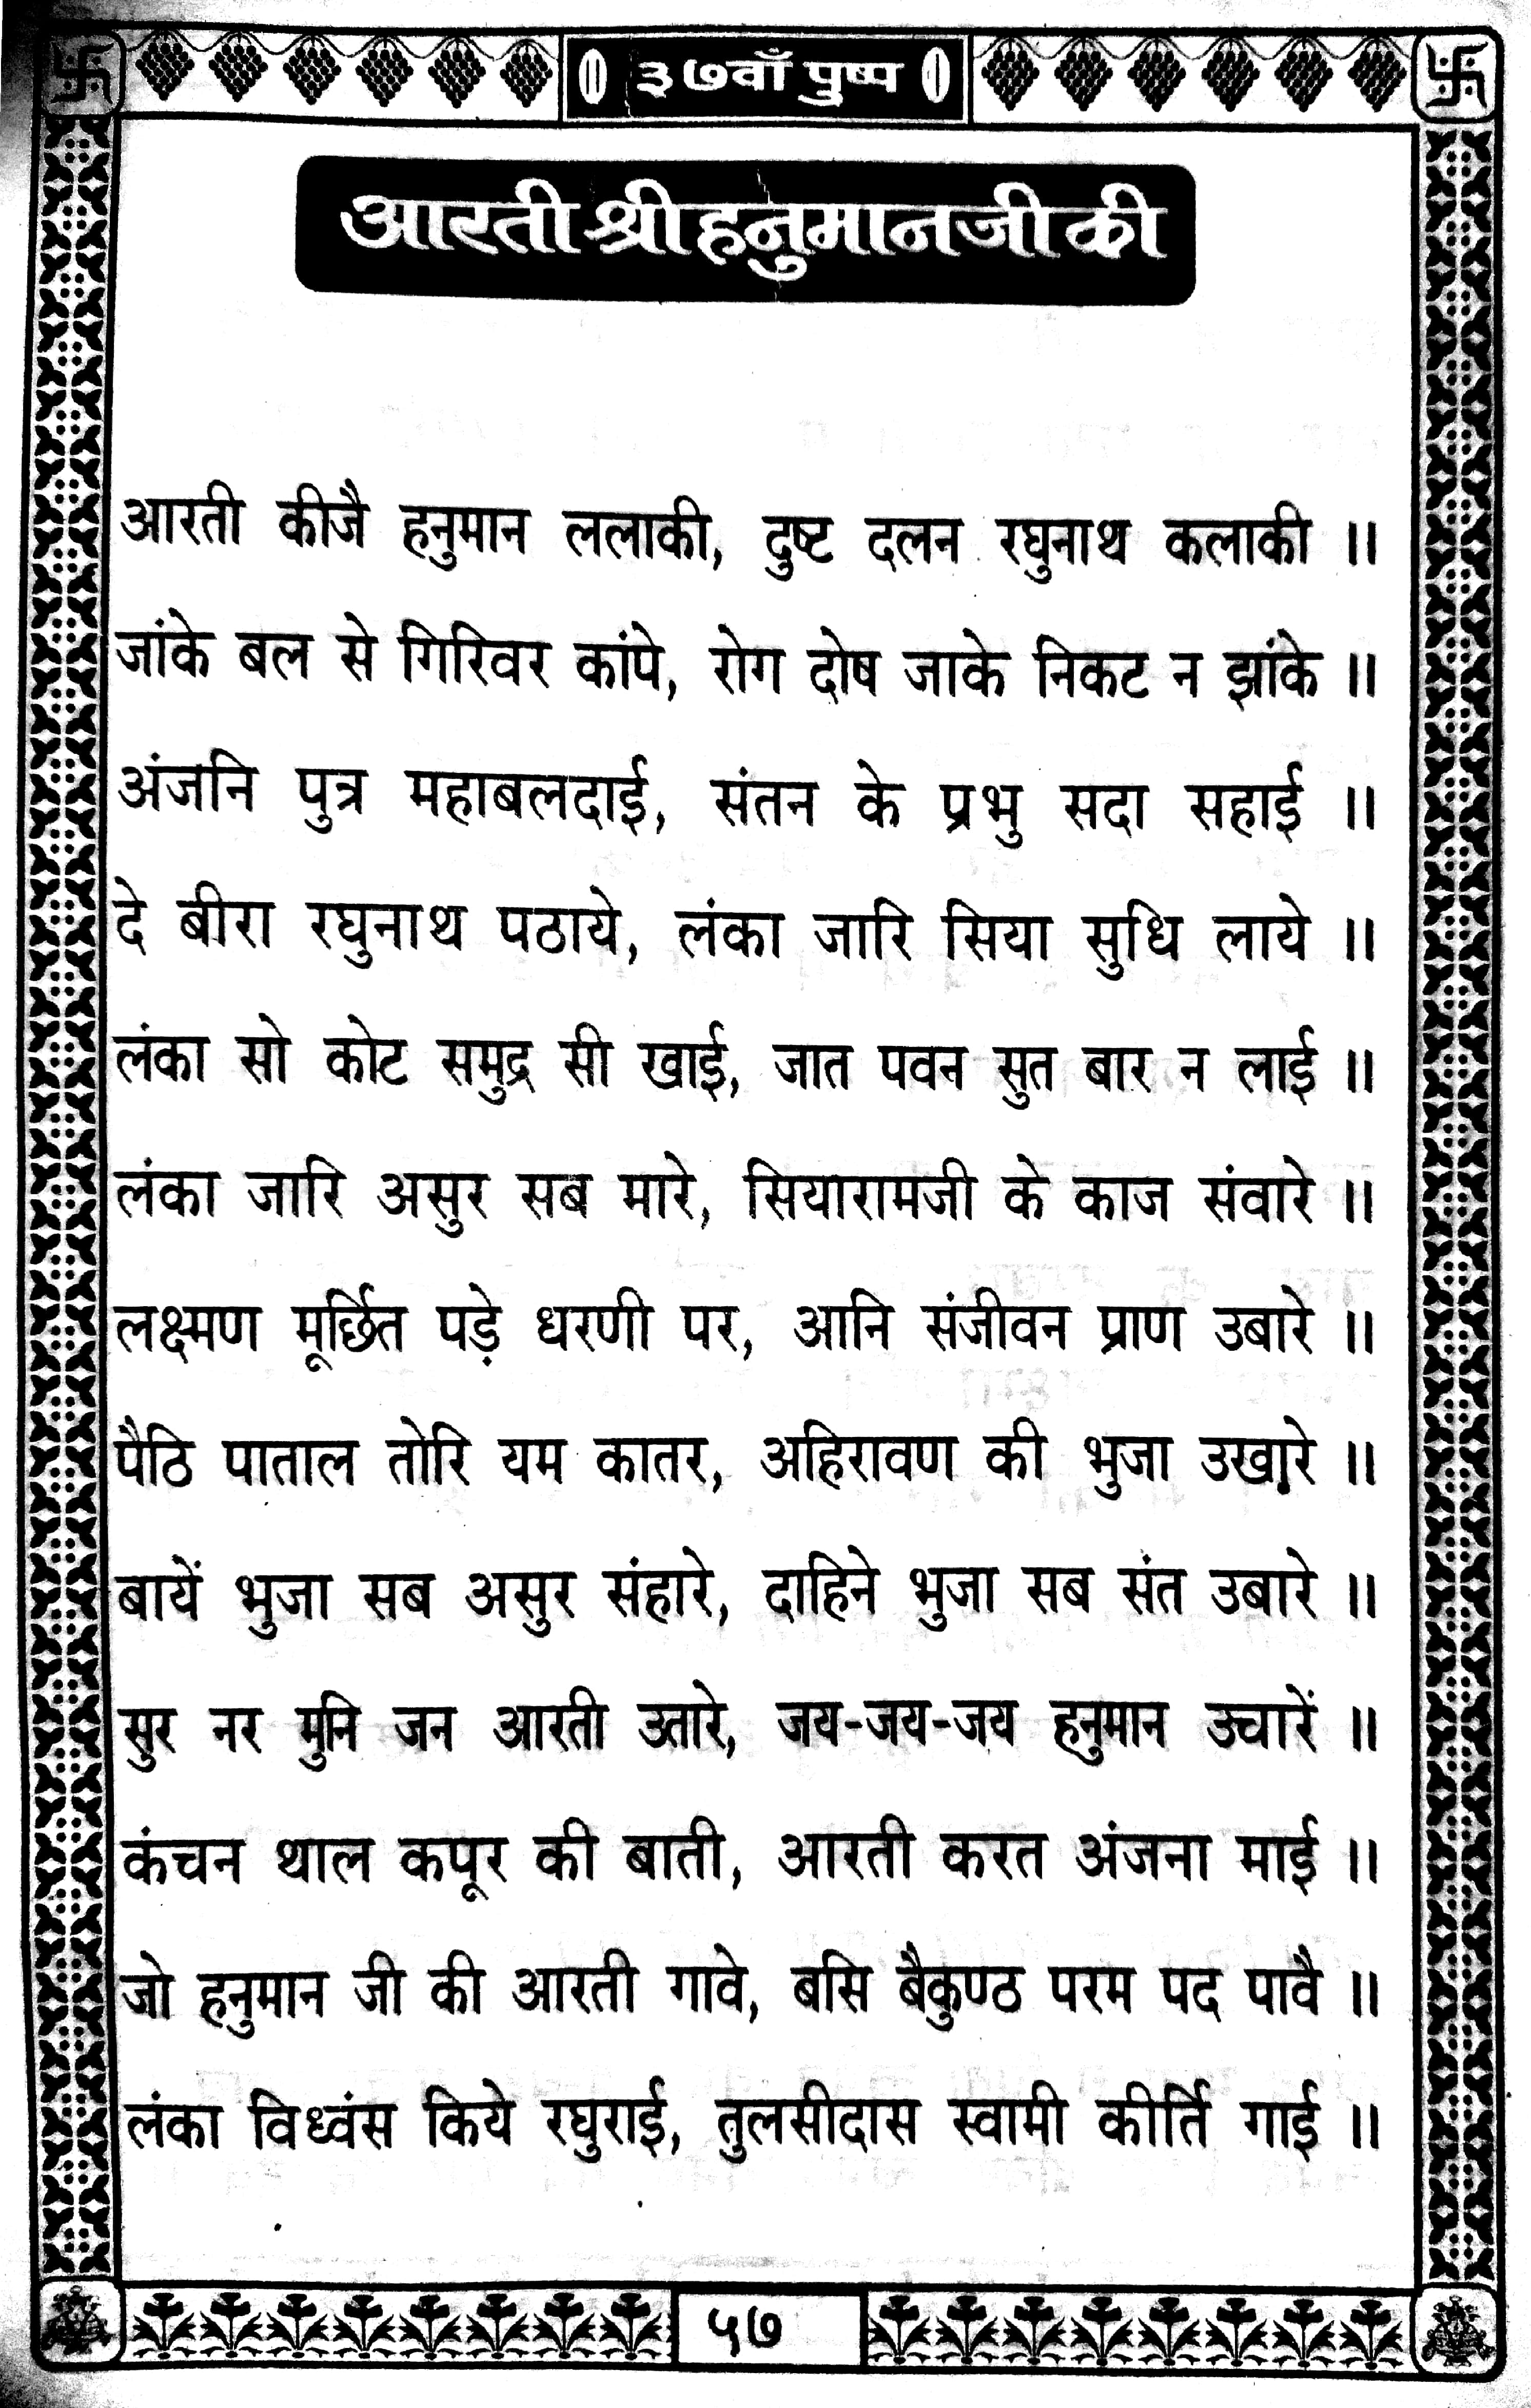 ३७वाँ पुष्प
आरती श्री हनुमानजी की
आरती कीजै हनुमान ललाकी, दुष्ट दलन रघुनाथ कलाकी ॥
जांके बल से गिरिवर कांपे, रोग दोष जाके निकट न झांके ॥
अंजनि पुत्र महाबलदाई, संतन के प्रभु सदा सहाई ॥
दे बीरा रघुनाथ पठाये, लंका जारि सिया सुधि लाये ॥
लंका सो कोट समुद्र सी खाई, जात पवन सुत बार न लाई ॥
लंका जारि असुर सब मारे, सियारामजी के काज संवारे ॥
लक्ष्मण मूर्छित पड़े धरणी पर, आनि संजीवन प्राण उबारे ॥
पैठि पाताल तोरि यम कातर, अहिरावण की भुजा उखारे ॥
बायें भुजा सब असुर संहारे, दाहिने भुजा सब संत उबारे ॥
सुर नर मुनि जन आरती उतारे, जय-जय-जय हनुमान उचारें ॥
कंचन थाल कपूर की बाती, आरती करत अंजना माई ॥
जो हनुमान जी की आरती गावे, बसि बैकुण्ठ परम पद पावै ॥
लंका विध्वंस किये रघुराई, तुलसीदास स्वामी कीर्ति गाई ॥
५७